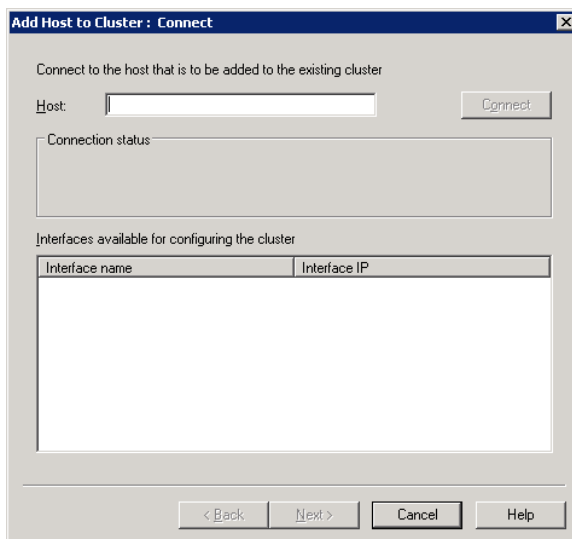 Add Host to Cluster : Connect
Connect to the host that is to be added to the existing cluster
Host: Connect
Connection status
Interfaces available for configuring the cluster
Interface name Interface IP
< Back Next > Cancel Help